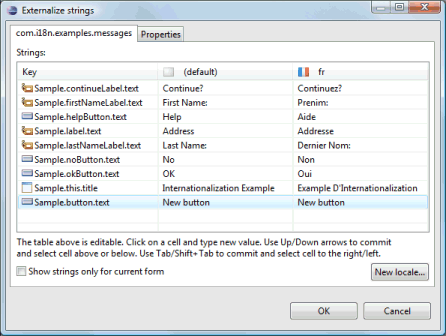 Externalize strings
com.i18n.examples.messages Properties
Strings:
Key (default) fr
Sample.continueLabel.text Continue? Continuez?
Sample.firstNameLabel.text First Name: Prenim:
Sample.helpButton.text Help Aide
Sample.label.text Address Addresse
Sample.lastNameLabel.text Last Name: Dernier Nom:
Sample.noButton.text No Non
Sample.okButton.text OK Oui
Sample.this.title Internationalization Example Example D'Internationalization
Sample.button.text New button New button
The table above is editable. Click on a cell and type new value. Use Up/Down arrows to commit
and select cell above or below. Use Tab/Shift+Tab to commit and select cell to the right/left.
Show strings only for current form New locale...
OK Cancel